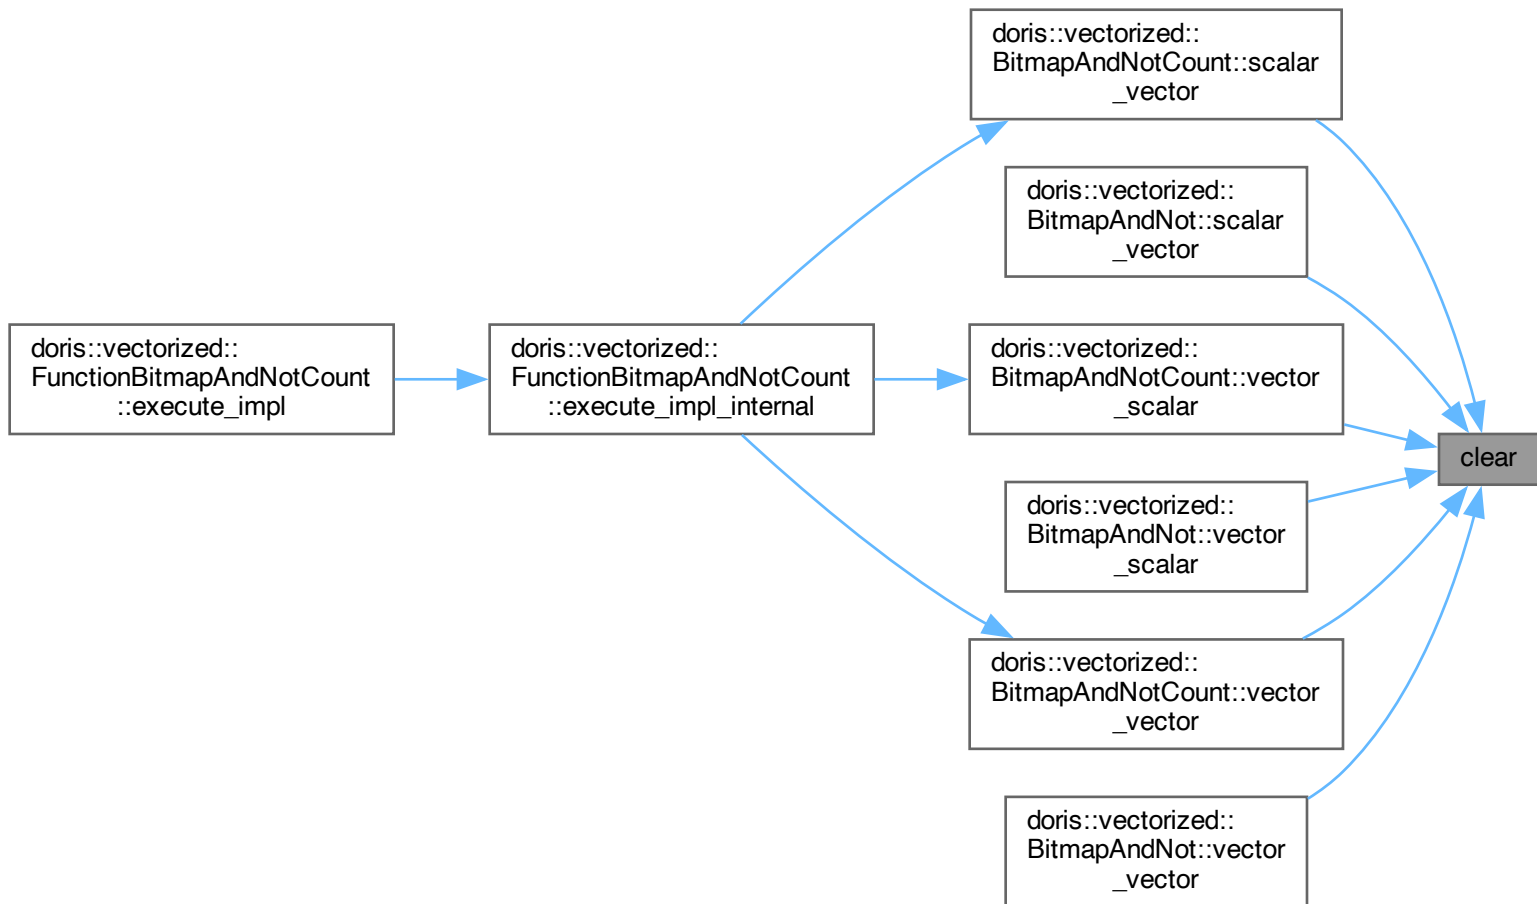 doris::vectorized::
BitmapAndNotCount::scalar
_vector
doris::vectorized::
BitmapAndNot::scalar
_vector
doris::vectorized::
FunctionBitmapAndNotCount
::execute_impl
doris::vectorized::
FunctionBitmapAndNotCount
::execute_impl_internal
doris::vectorized::
BitmapAndNotCount::vector
_scalar
clear
doris::vectorized::
BitmapAndNot::vector
_scalar
doris::vectorized::
BitmapAndNotCount::vector
_vector
doris::vectorized::
BitmapAndNot::vector
_vector